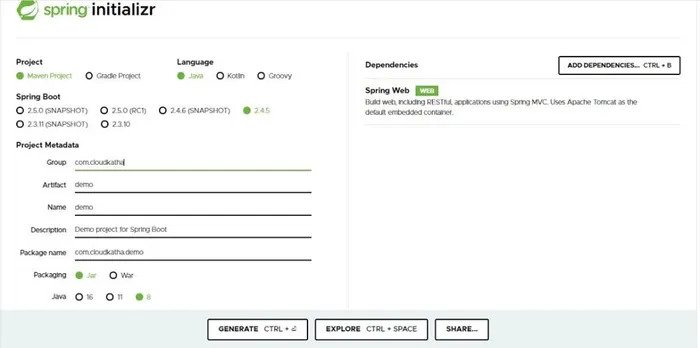 spring initializr
Project
Maven Project Gradle Project
Language
Java Kotlin Groovy
Spring Boot
2.5.0 (SNAPSHOT) 2.5.0 (RC1) 2.4.6 (SNAPSHOT) 2.4.5
2.3.11 (SNAPSHOT) 2.3.10
Project Metadata
Group com.cloudkatha
Artifact demo
Name demo
Description Demo project for Spring Boot
Package name com.cloudkatha.demo
Packaging Jar War
Java 16 11 8
Dependencies
ADD DEPENDENCIES... CTRL + B
Spring Web WEB
Build web, including RESTful, applications using Spring MVC. Uses Apache Tomcat as the
default embedded container.
GENERATE CTRL + ⏎
EXPLORE CTRL + SPACE
SHARE...